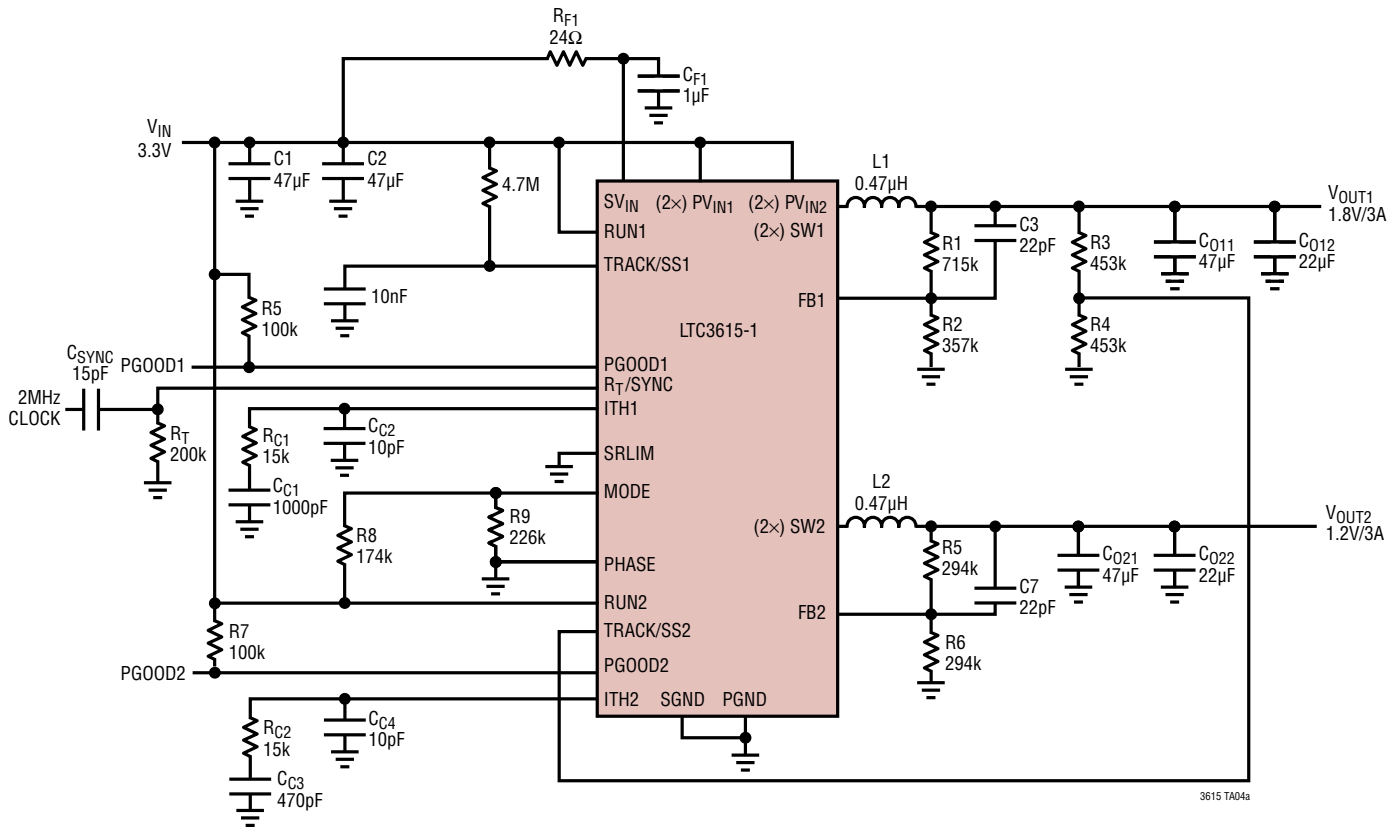 RF1
24Ω
CF1
1µF
VIN
3.3V
C1
47µF
C2
47µF
4.7M
10nF
R5
100k
PGOOD1
CSYNC
15pF
2MHz
CLOCK
RT
200k
RC1
15k
CC1
1000pF
CC2
10pF
R8
174k
R9
226k
R7
100k
PGOOD2
RC2
15k
CC3
470pF
CC4
10pF
SVIN (2×) PVIN1 (2×) PVIN2
RUN1 (2×) SW1
TRACK/SS1
FB1
LTC3615-1
PGOOD1
RT/SYNC
ITH1
SRLIM
MODE
(2×) SW2
PHASE
RUN2
FB2
TRACK/SS2
PGOOD2
ITH2 SGND PGND
L1
0.47µH
R1
715k
C3
22pF
R2
357k
R3
453k
R4
453k
CO11
47µF
CO12
22µF
VOUT1
1.8V/3A
L2
0.47µH
R5
294k
C7
22pF
R6
294k
CO21
47µF
CO22
22µF
VOUT2
1.2V/3A
3615 TA04a